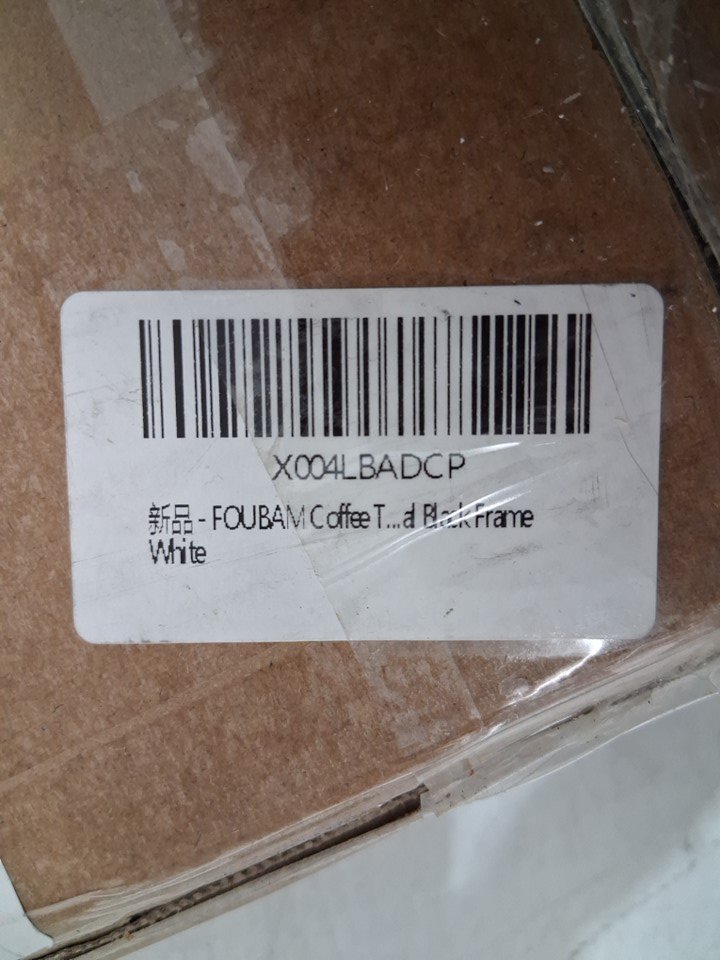 X004LBADCP
新品 - FOUBAM Coffee T...al Black Frame
White